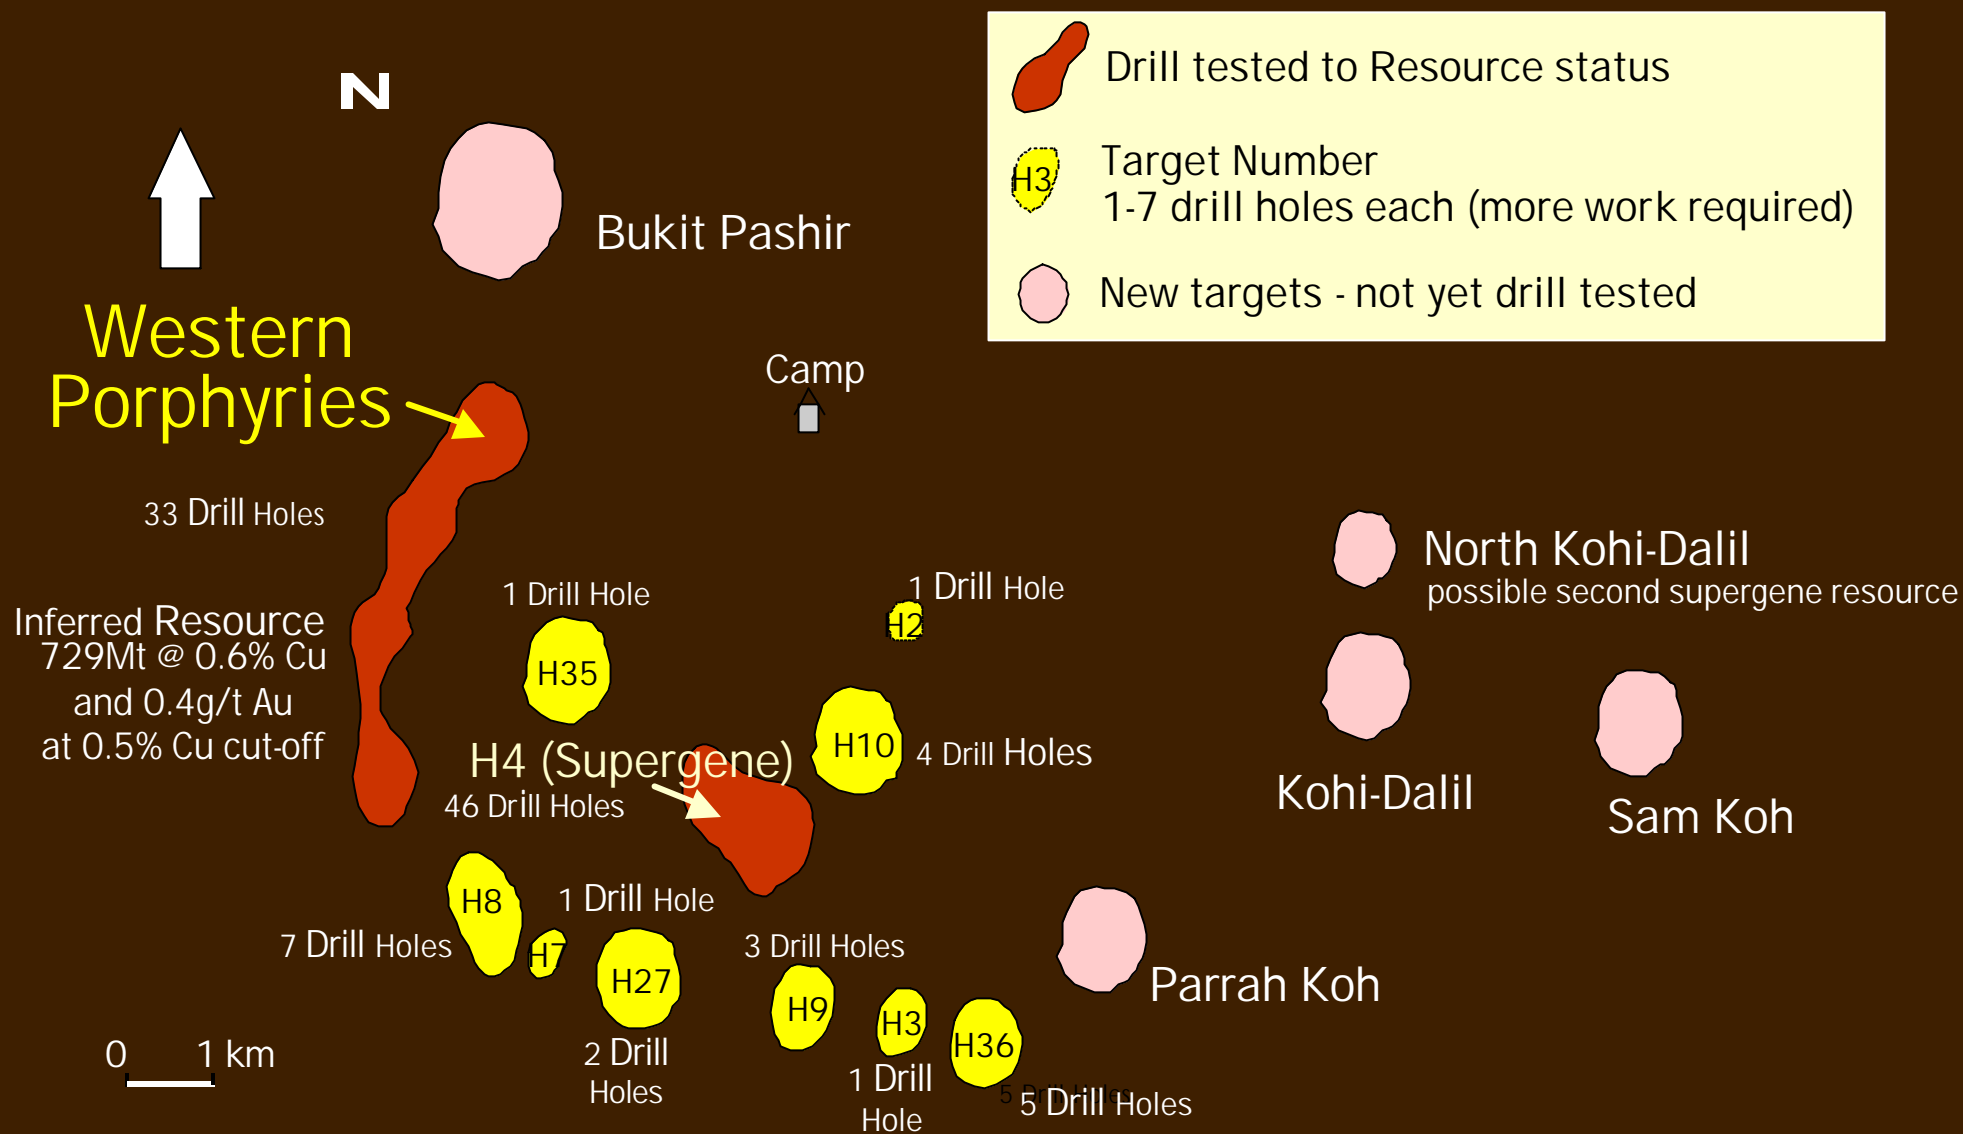 N
Drill tested to Resource status
H3
Target Number
1-7 drill holes each (more work required)
New targets - not yet drill tested
Bukit Pashir
Western
Porphyries
Camp
33 Drill Holes
Inferred Resource
729Mt @ 0.6% Cu
and 0.4g/t Au
at 0.5% Cu cut-off
North Kohi-Dalil
possible second supergene resource
1 Drill Hole
H35
1 Drill Hole
H2
H10
4 Drill Holes
H4 (Supergene)
46 Drill Holes
Kohi-Dalil
Sam Koh
H8
7 Drill Holes
1 Drill Hole
H7
H27
2 Drill
Holes
3 Drill Holes
H9
H3
1 Drill
Hole
H36
5 Drill Holes
5 Drill Holes
Parrah Koh
0 1 km